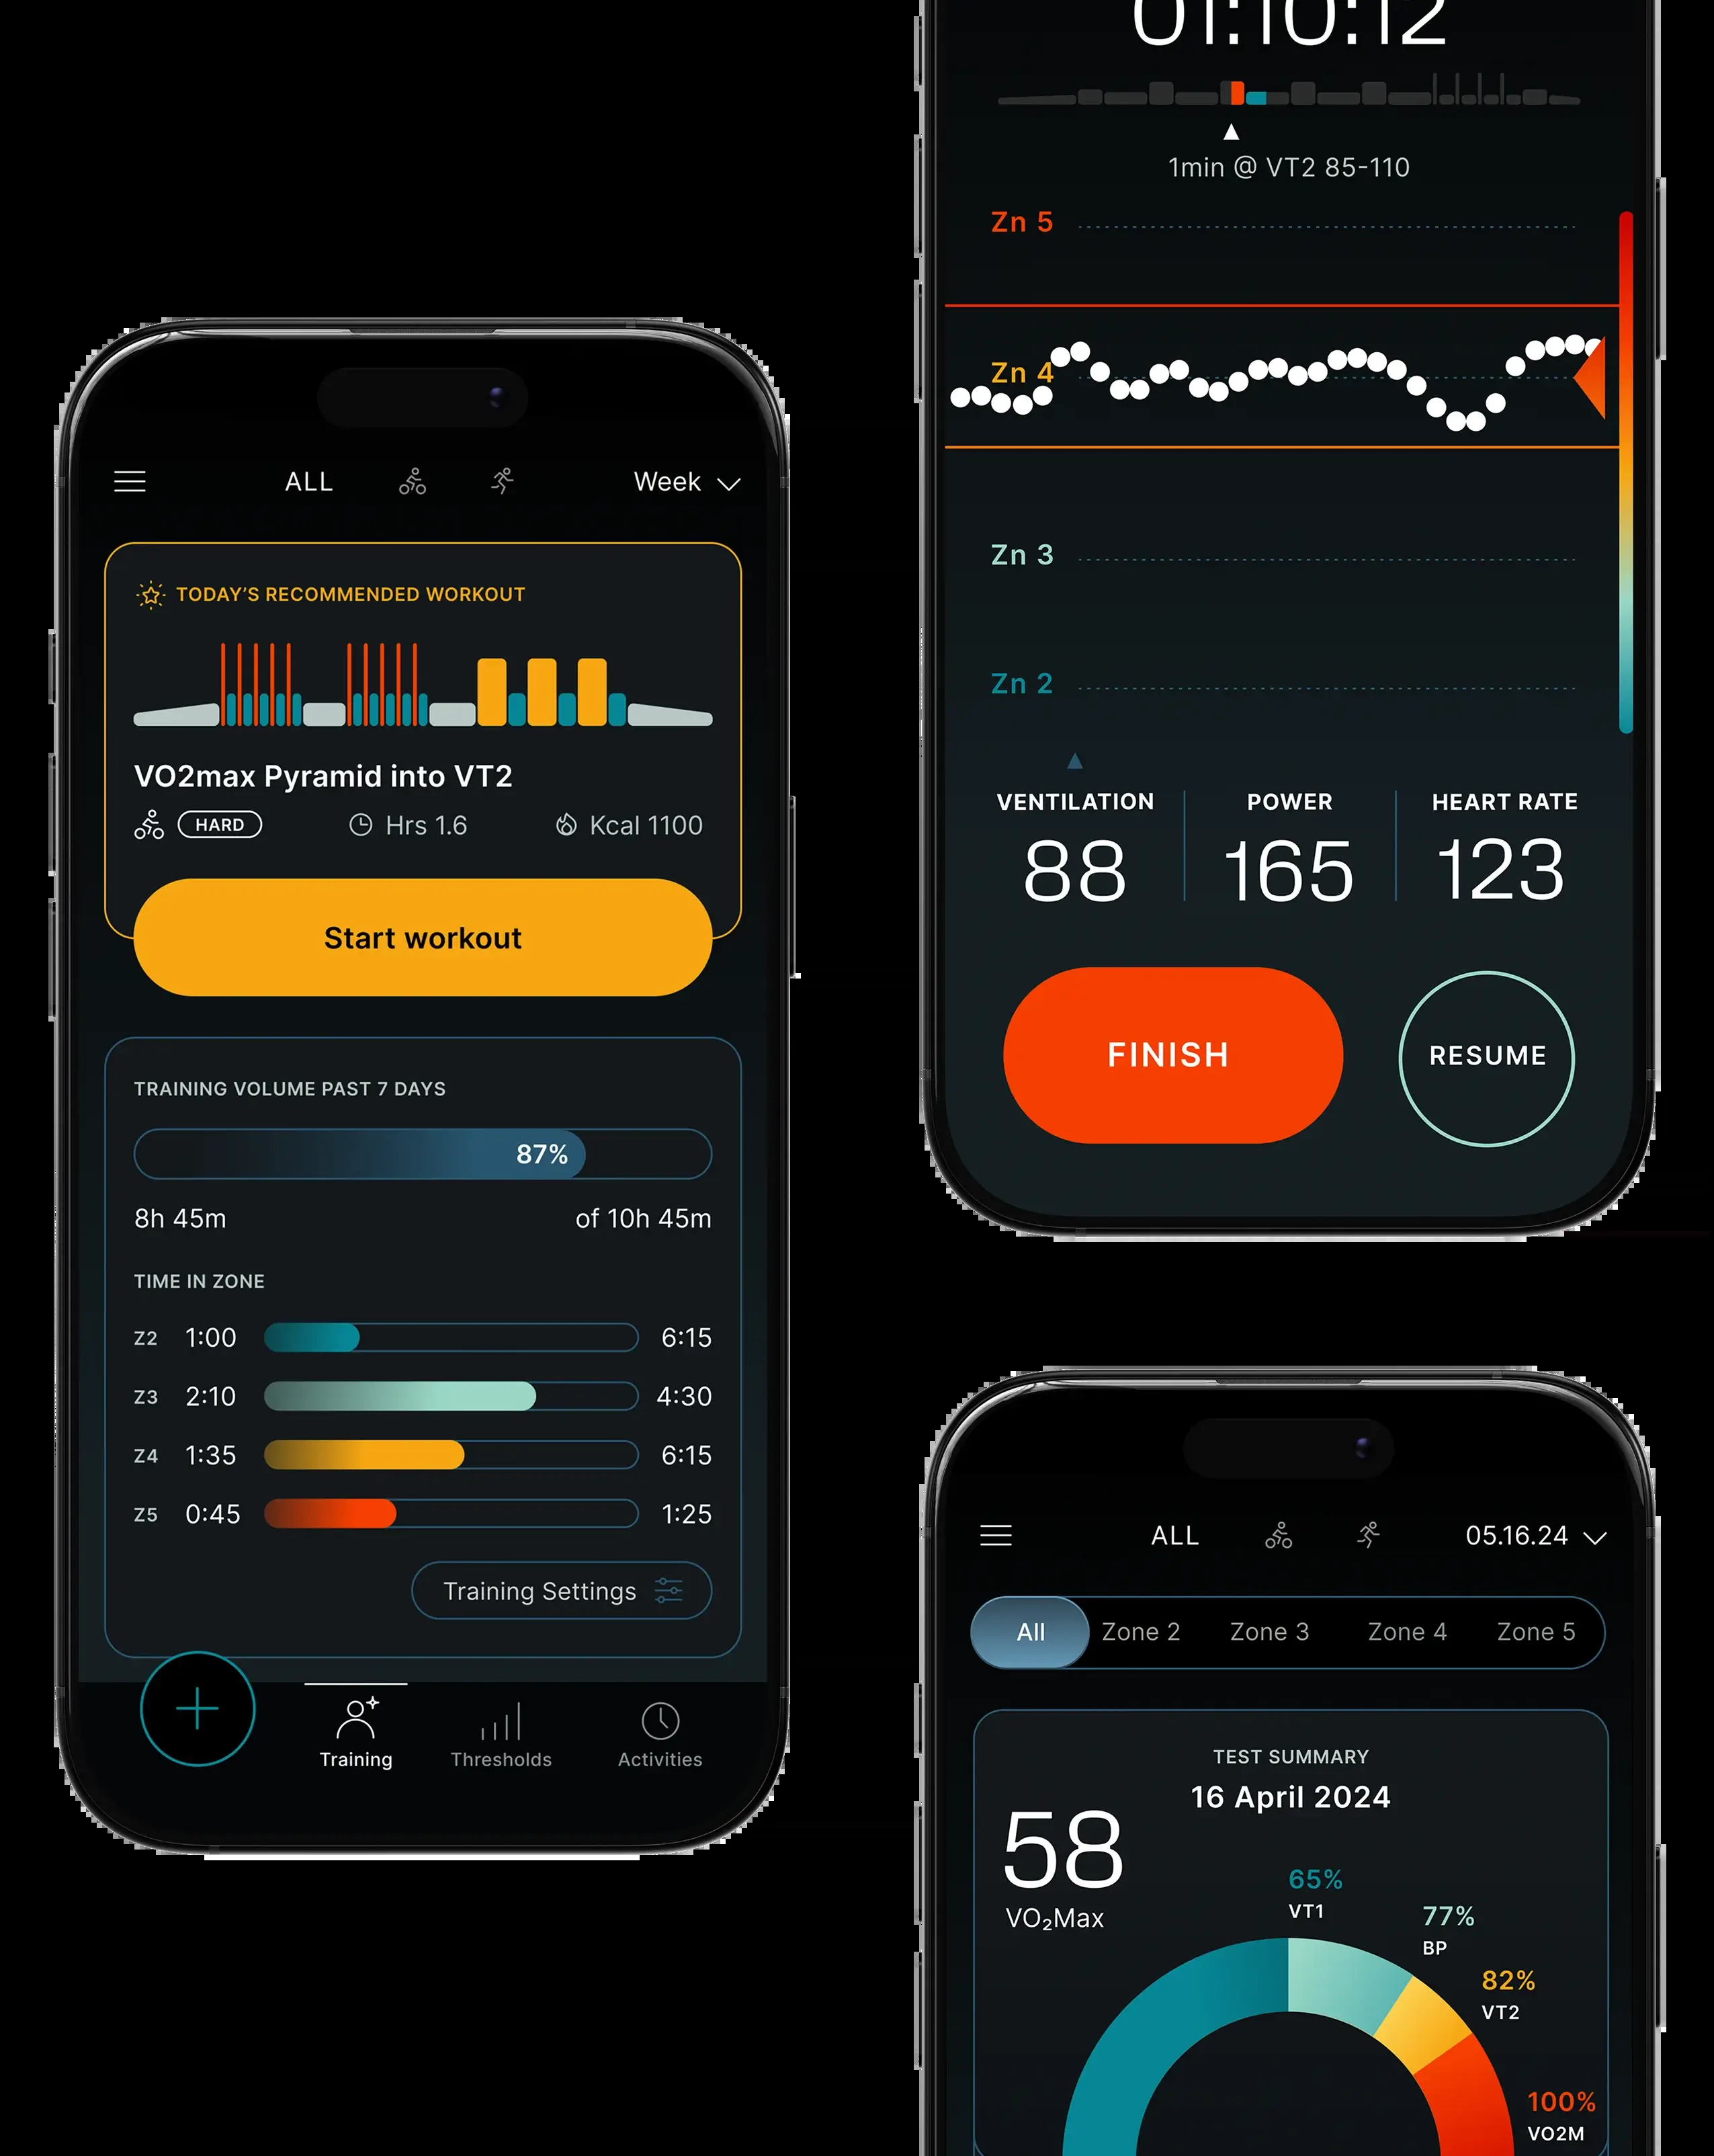 ALL
Week
TODAY'S RECOMMENDED WORKOUT
VO2max Pyramid into VT2
HARD
Hrs 1.6
Kcal 1100
Start workout
TRAINING VOLUME PAST 7 DAYS
87%
8h 45m
of 10h 45m
TIME IN ZONE
Z2 1:00 6:15
Z3 2:10 4:30
Z4 1:35 6:15
Z5 0:45 1:25
Training Settings
Training
Thresholds
Activities
01:10:12
1min @ VT2 85-110
Zn 5
Zn 4
Zn 3
Zn 2
VENTILATION
88
POWER
165
HEART RATE
123
FINISH
RESUME
ALL
05.16.24
All
Zone 2
Zone 3
Zone 4
Zone 5
TEST SUMMARY
16 April 2024
58
VO₂Max
65%
VT1
77%
BP
82%
VT2
100%
VO2M